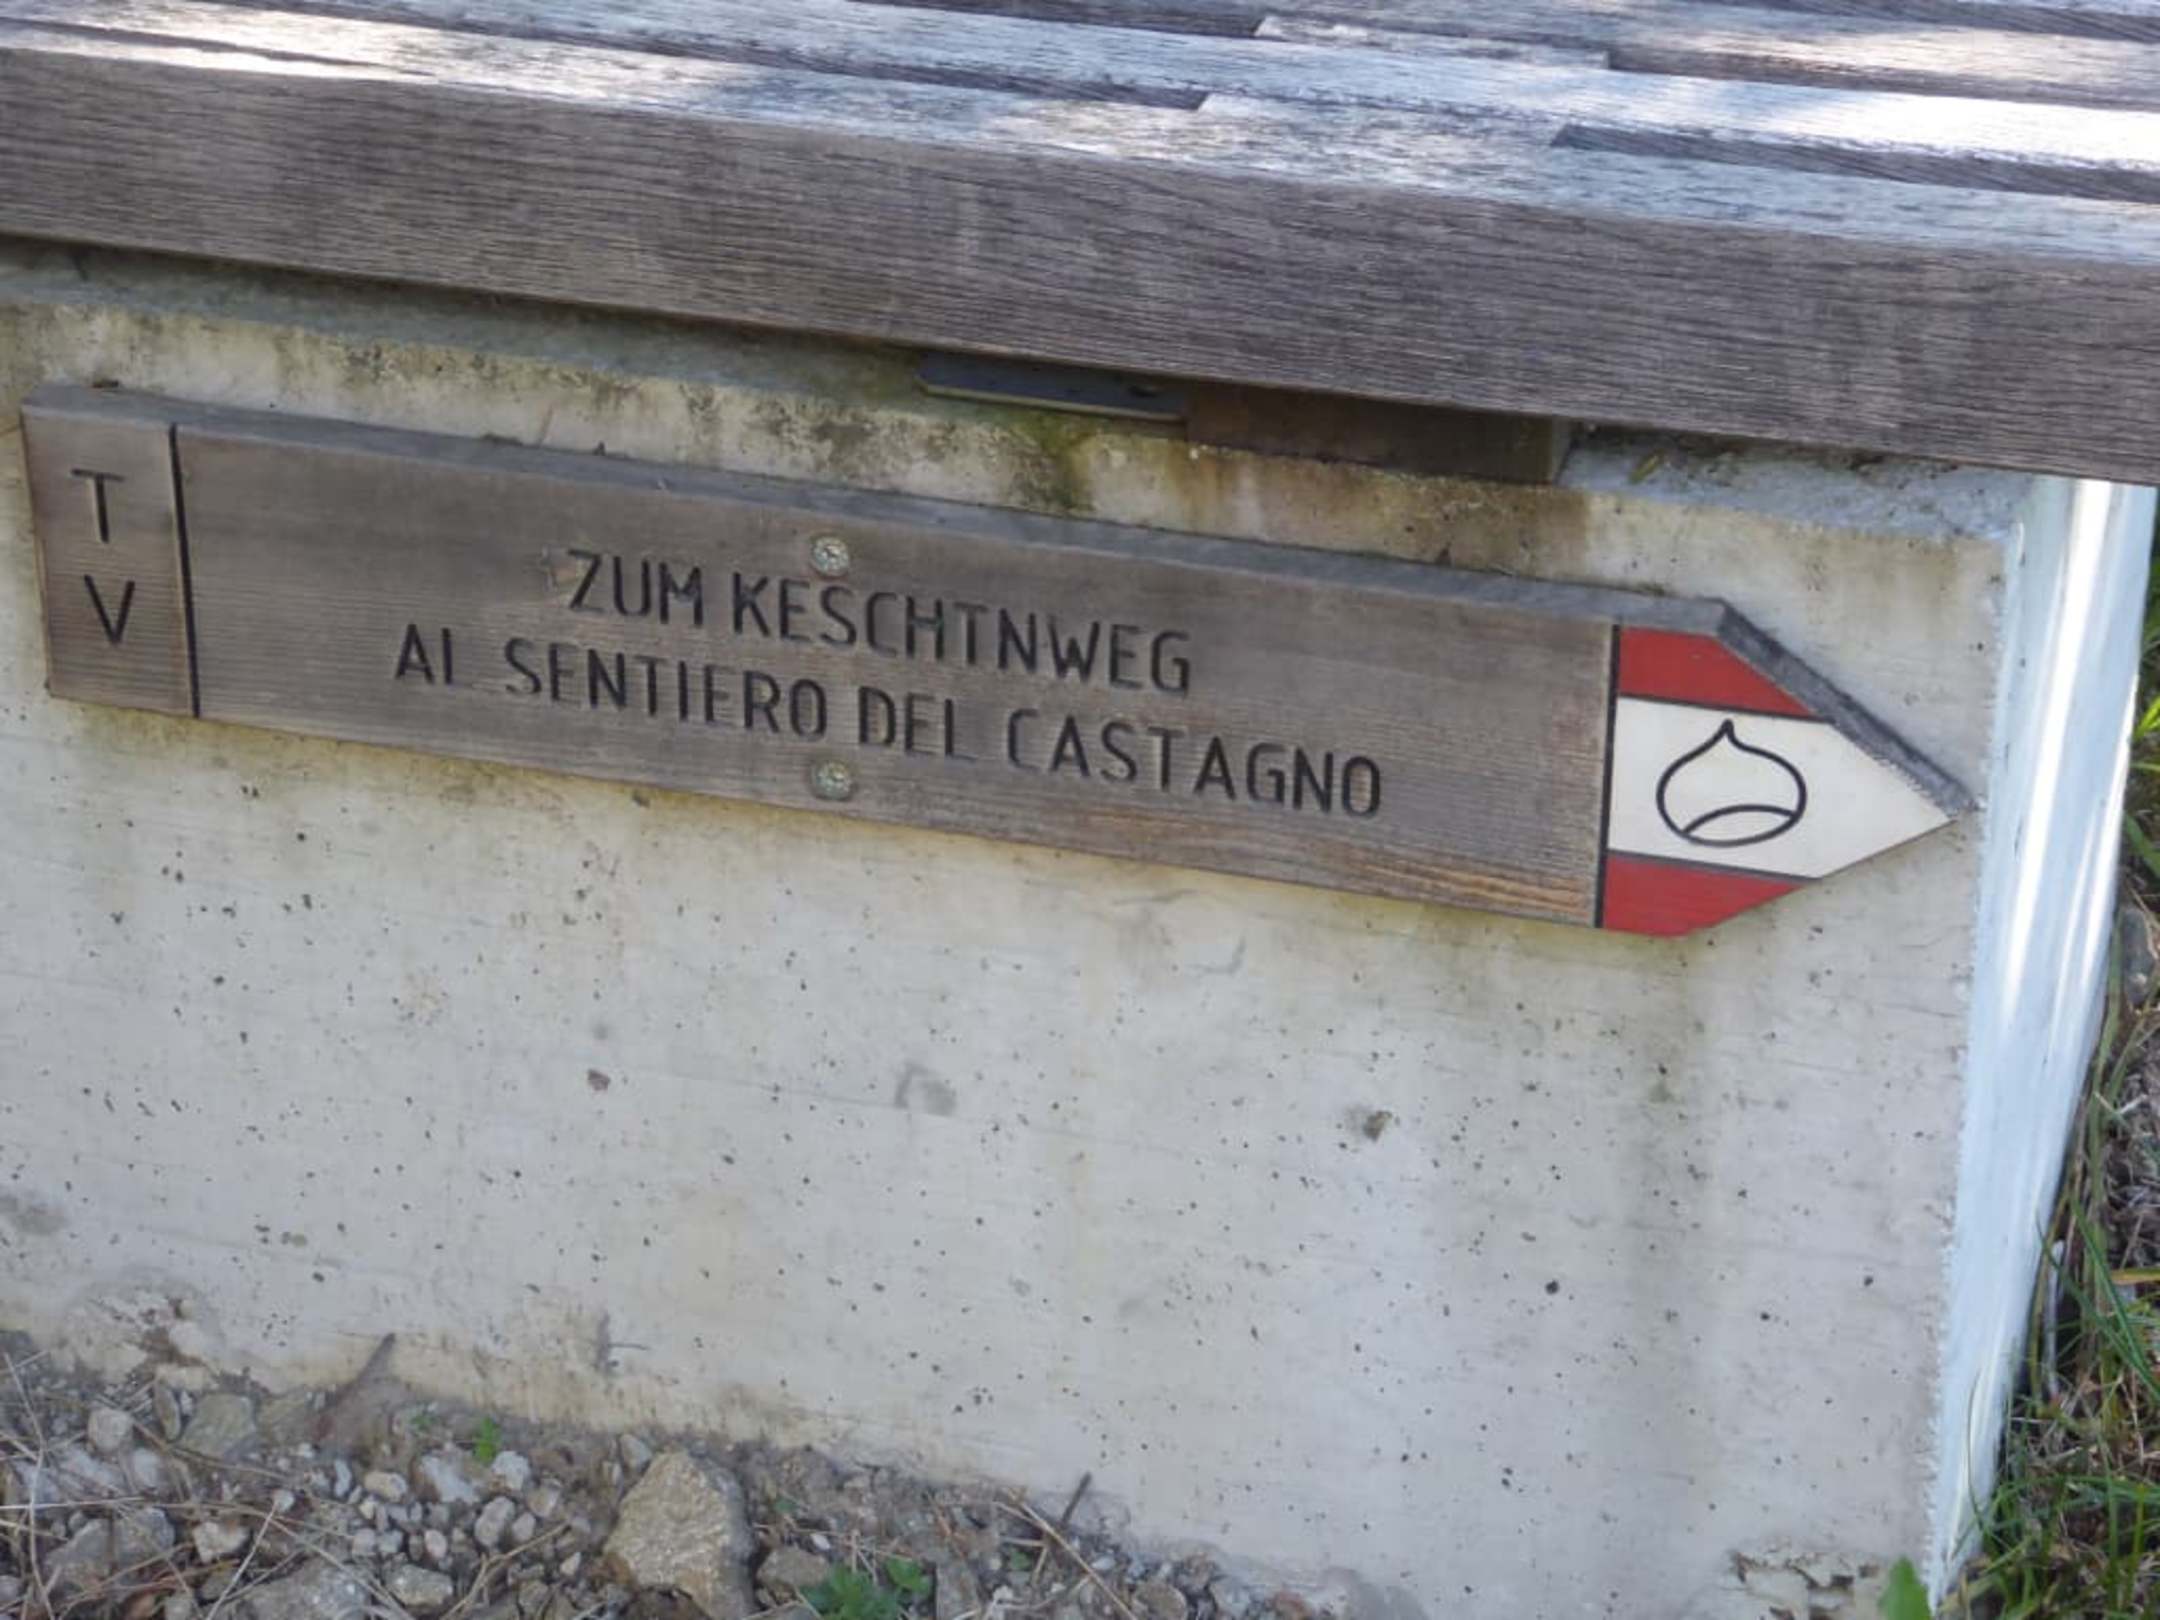 T
V
ZUM KESCHTNWEG
AL SENTIERO DEL CASTAGNO